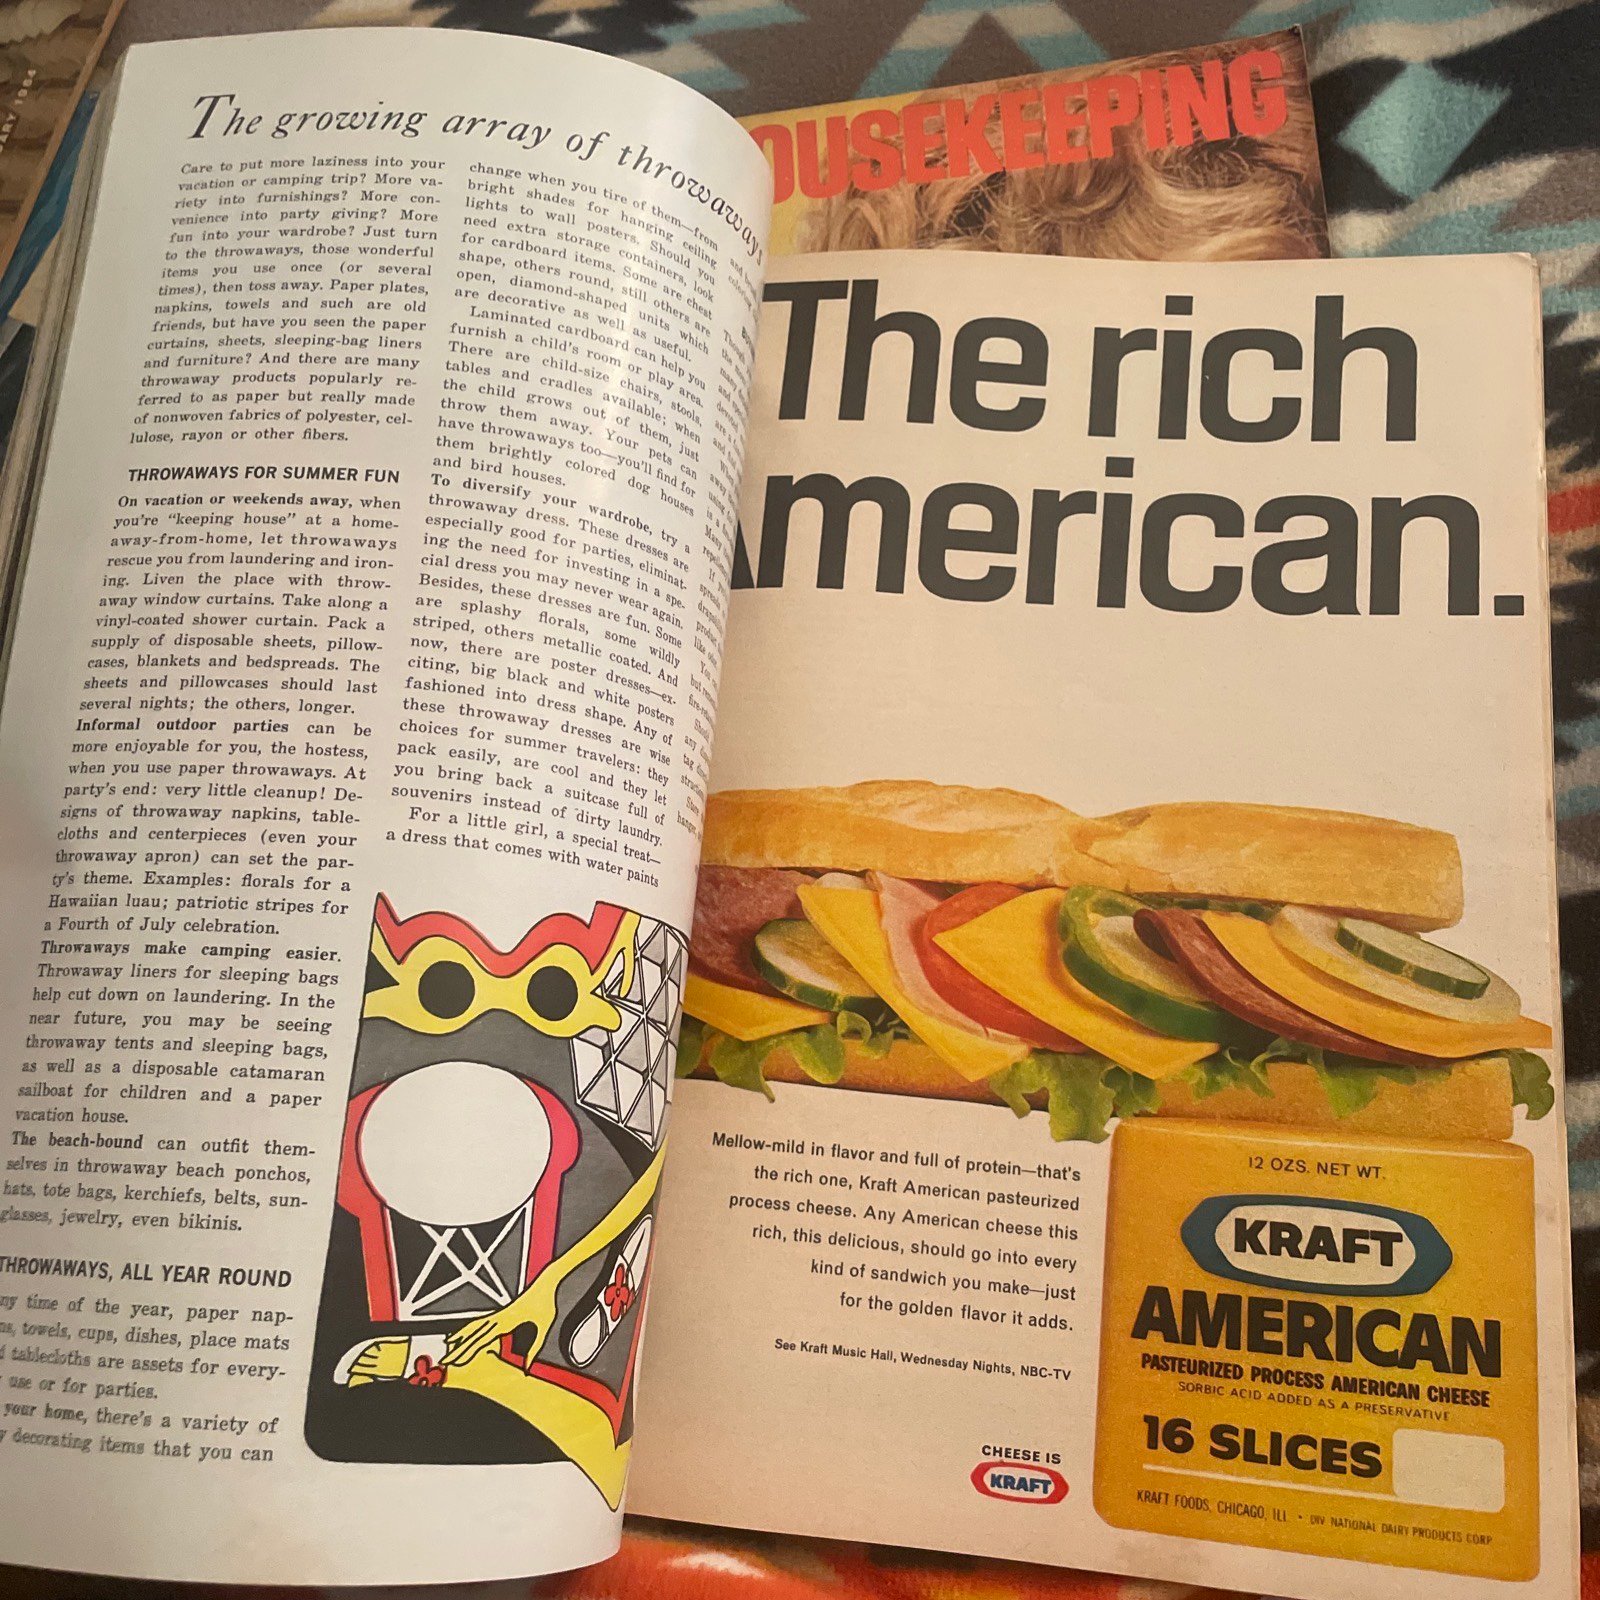 The growing array of throwaways
Care to put more laziness into your
vacation or camping trip? More va-
riety into furnishings? More con-
venience into party giving? More
fun into your wardrobe? Just turn
to the throwaways, those wonderful
items you use once (or several
times), then toss away. Paper plates,
napkins, towels and such are old
friends, but have you seen the paper
curtains, sheets, sleeping-bag liners
and furniture? And there are many
throwaway products popularly re-
ferred to as paper but really made
of nonwoven fabrics of polyester, cel-
lulose, rayon or other fibers.
THROWAWAYS FOR SUMMER FUN
On vacation or weekends away, when
you're "keeping house" at a home-
away-from-home, let throwaways
rescue you from laundering and iron-
ing. Liven the place with throw-
away window curtains. Take along a
vinyl-coated shower curtain. Pack a
supply of disposable sheets, pillow-
cases, blankets and bedspreads. The
sheets and pillowcases should last
several nights; the others, longer.
Informal outdoor parties can be
more enjoyable for you, the hostess,
when you use paper throwaways. At
party's end: very little cleanup! De-
signs of throwaway napkins, table-
cloths and centerpieces (even your
throwaway apron) can set the par-
ty's theme. Examples: florals for a
Hawaiian luau; patriotic stripes for
a Fourth of July celebration.
Throwaways make camping easier.
Throwaway liners for sleeping bags
help cut down on laundering. In the
near future, you may be seeing
throwaway tents and sleeping bags,
as well as a disposable catamaran
sailboat for children and a paper
vacation house.
The beach-bound can outfit them-
selves in throwaway beach ponchos,
hats, tote bags, kerchiefs, belts, sun-
glasses, jewelry, even bikinis.
THROWAWAYS, ALL YEAR ROUND
ny time of the year, paper nap-
ns, towels, cups, dishes, place mats
d tablecloths are assets for every-
use or for parties.
your home, there's a variety of
y decorating items that you can
change when you tire of them—from
bright shades for hanging ceiling
lights to wall posters. Should you
need extra storage containers, look
for cardboard items. Some are chest
shape, others round, still others are
open, diamond-shaped units which
are decorative as well as useful.
Laminated cardboard can help you
furnish a child's room or play area.
There are child-size chairs, stools,
tables and cradles available; when
the child grows out of them, just
throw them away. Your pets can
have throwaways too—you'll find for
them brightly colored dog houses
and bird houses.
To diversify your wardrobe, try a
throwaway dress. These dresses are
especially good for parties, eliminat-
ing the need for investing in a spe-
cial dress you may never wear again.
Besides, these dresses are fun. Some
are splashy florals, some wildly
striped, others metallic coated. And
now, there are poster dresses—ex-
citing, big black and white posters
fashioned into dress shape. Any of
these throwaway dresses are wise
choices for summer travelers: they
pack easily, are cool and they let
you bring back a suitcase full of
souvenirs instead of dirty laundry.
For a little girl, a special treat—
a dress that comes with water paints
OUSEKEEPING
The rich
American.
Mellow-mild in flavor and full of protein—that's
the rich one, Kraft American pasteurized
process cheese. Any American cheese this
rich, this delicious, should go into every
kind of sandwich you make—just
for the golden flavor it adds.
See Kraft Music Hall, Wednesday Nights, NBC-TV
CHEESE IS
KRAFT
12 OZS. NET WT.
KRAFT
AMERICAN
PASTEURIZED PROCESS AMERICAN CHEESE
SORBIC ACID ADDED AS A PRESERVATIVE
16 SLICES
KRAFT FOODS, CHICAGO, ILL. • DIV NATIONAL DAIRY PRODUCTS CORP